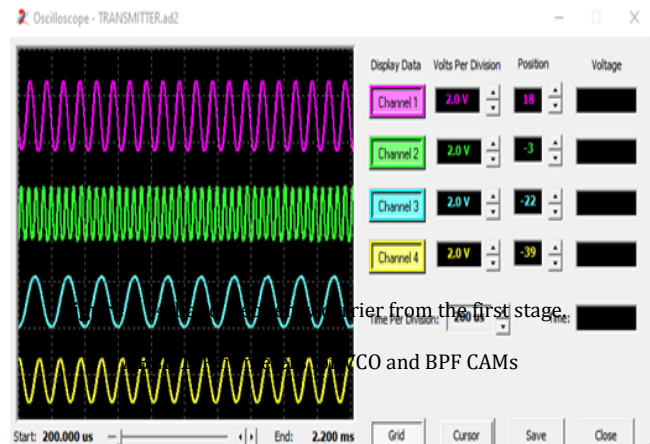 Oscilloscope - TRANSMITTER.ad2
Display Data Volts Per Division Position Voltage
Channel 1 2.0 V 18
Channel 2 2.0 V -3
Channel 3 2.0 V -22
Channel 4 2.0 V -39
from the first stage.
Time Per Division: 200 us Time:
and BPF CAMs
Start: 200.000 us End: 2.200 ms Grid Cursor Save Close